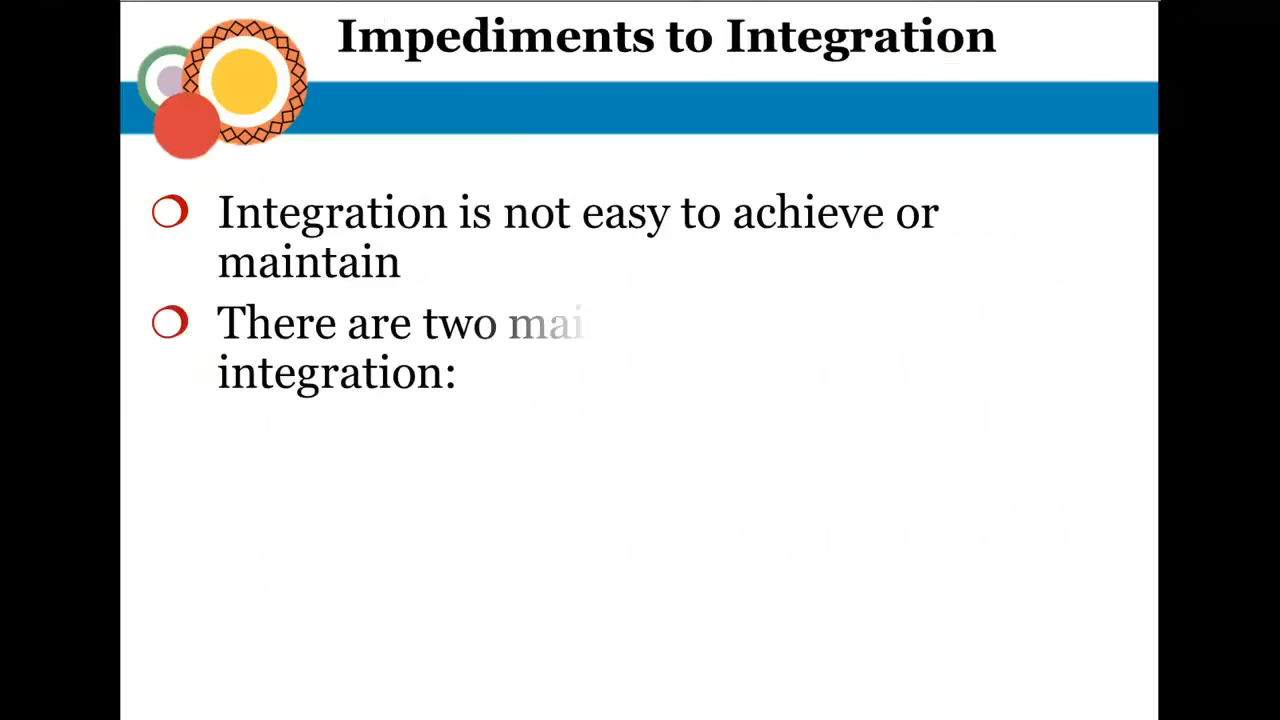 Impediments to Integration
Integration is not easy to achieve or
maintain
There are two mai
integration: